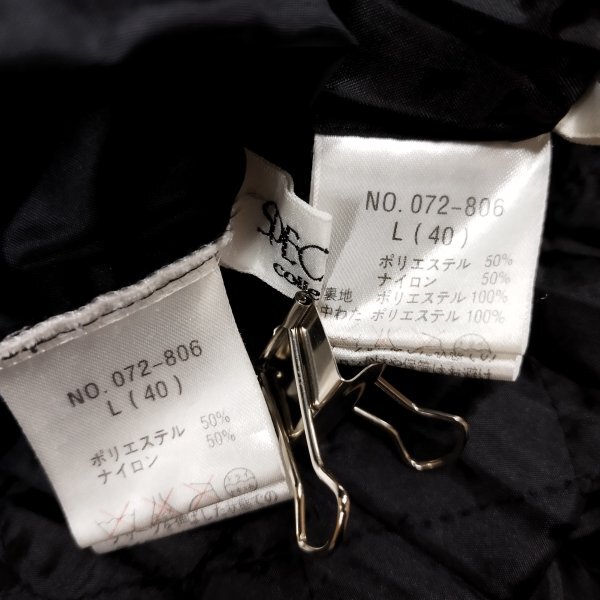 NO. 072-806
L (40)
ポリエステル 50%
ナイロン 50%
裏地 ポリエステル 100%
中わた ポリエステル 100%
SPEC
NO. 072-806
L (40)
ポリエステル 50%
ナイロン 50%